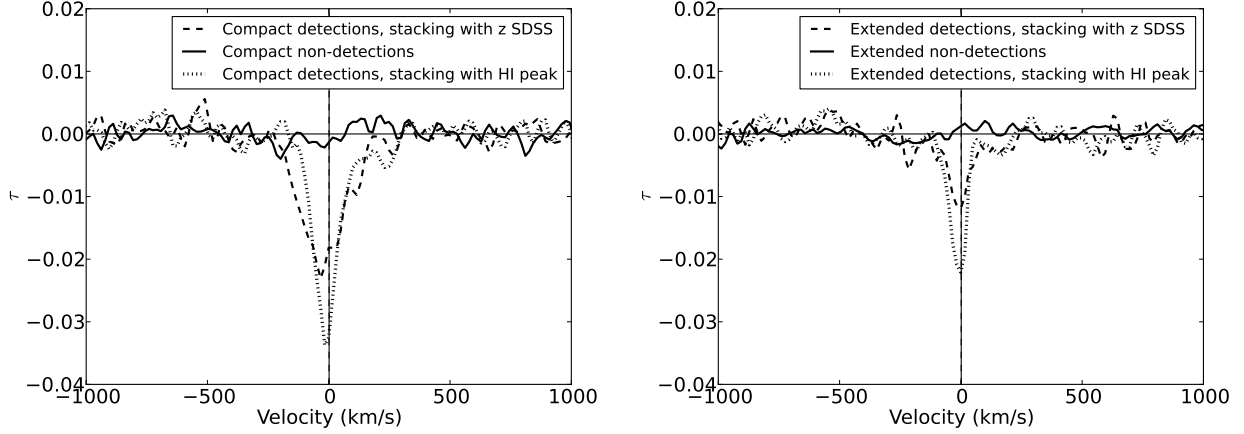 0.02
0.01
0.00
−0.01
−0.02
−0.03
−0.04
τ
Compact detections, stacking with z SDSS
Compact non-detections
Compact detections, stacking with HI peak
−1000
−500
0
500
1000
Velocity (km/s)
0.02
0.01
0.00
−0.01
−0.02
−0.03
−0.04
τ
Extended detections, stacking with z SDSS
Extended non-detections
Extended detections, stacking with HI peak
−1000
−500
0
500
1000
Velocity (km/s)